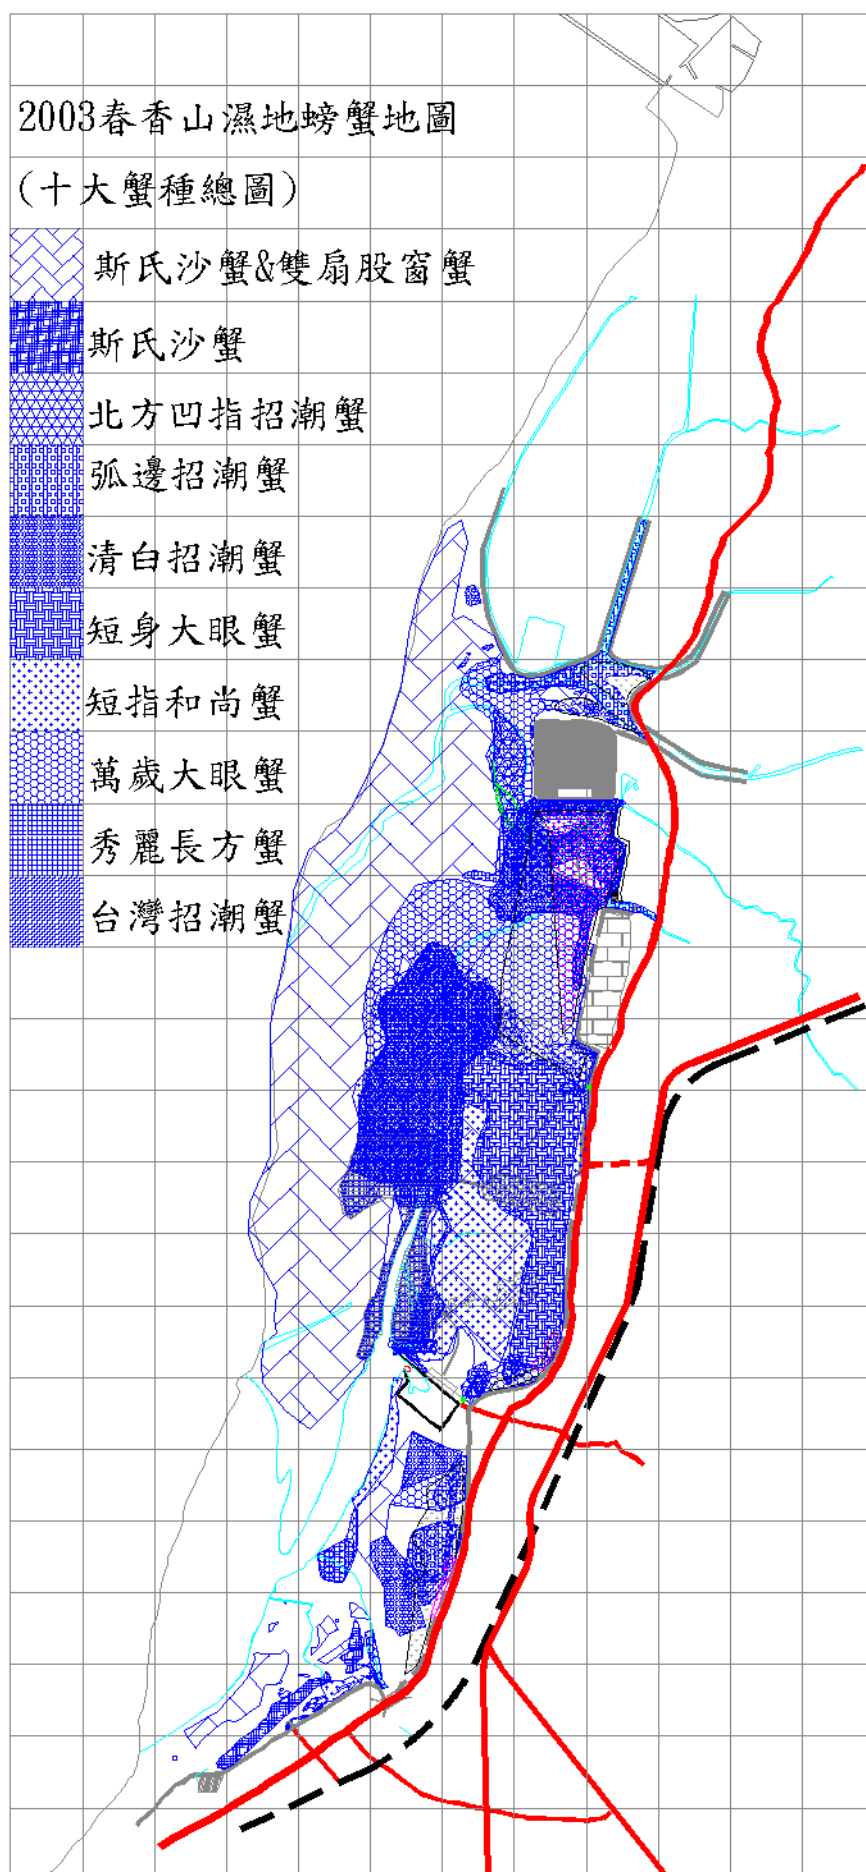 2003春香山濕地螃蟹地圖
(十大蟹種總圖)
斯氏沙蟹&雙扇股窗蟹
斯氏沙蟹
北方凹指招潮蟹
弧邊招潮蟹
清白招潮蟹
短身大眼蟹
短指和尚蟹
萬歲大眼蟹
秀麗長方蟹
台灣招潮蟹